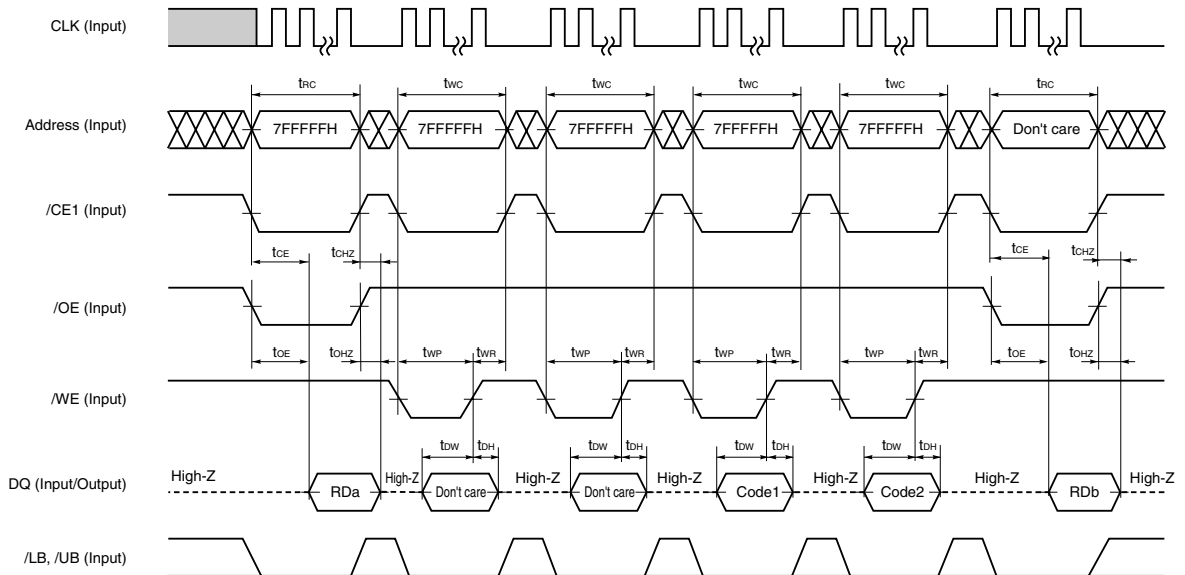 CLK (Input)
tRC tWC tWC tWC tWC tRC
Address (Input) 7FFFFFH 7FFFFFH 7FFFFFH 7FFFFFH 7FFFFFH Don't care
/CE1 (Input)
tCE tCHZ tCE tCHZ
/OE (Input)
tOE tOHZ tWP tWR tWP tWR tWP tWR tWP tWR tOE tOHZ
/WE (Input)
tDW tDH tDW tDH tDW tDH tDW tDH
DQ (Input/Output) High-Z RDa High-Z Don't care High-Z Don't care High-Z Code1 High-Z Code2 High-Z RDb High-Z
/LB, /UB (Input)